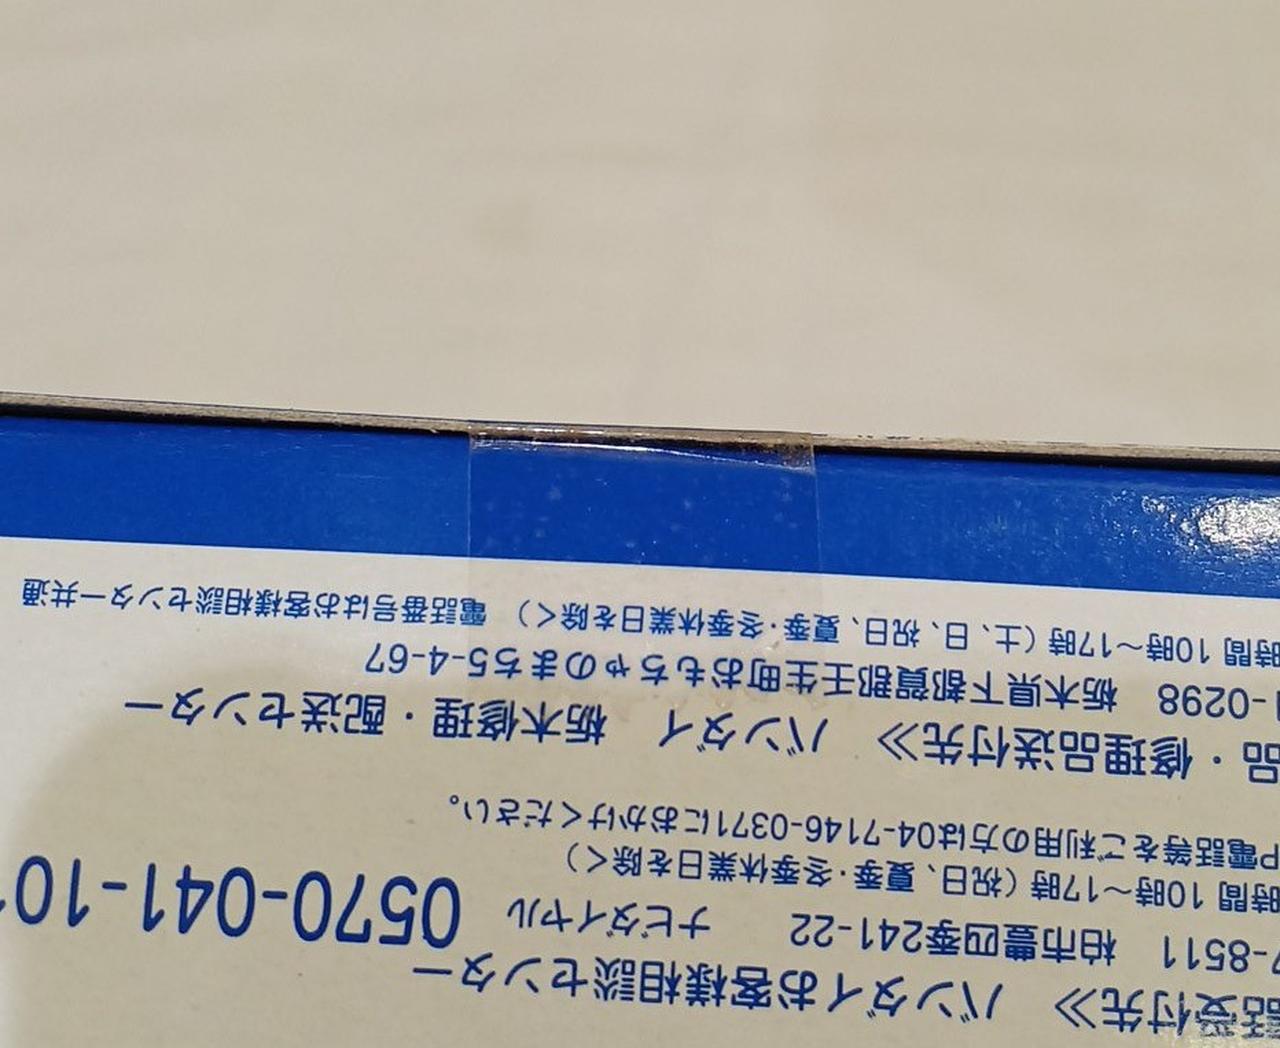 品受付先≫ バンダイお客様相談センター
7-8511 柏市豊四季241-22 ナビダイヤル 0570-041-10
時間 10時～17時（祝日、夏季・冬季休業日を除く）
P電話等をご利用の方は04-7146-0371におかけください。
品・修理品送付先≫ バンダイ 栃木修理・配送センター
1-0298 栃木県下都賀郡壬生町おもちゃのまち5-4-67
時間 10時～17時（土、日、祝日、夏季・冬季休業日を除く） 電話番号はお客様相談センター共通